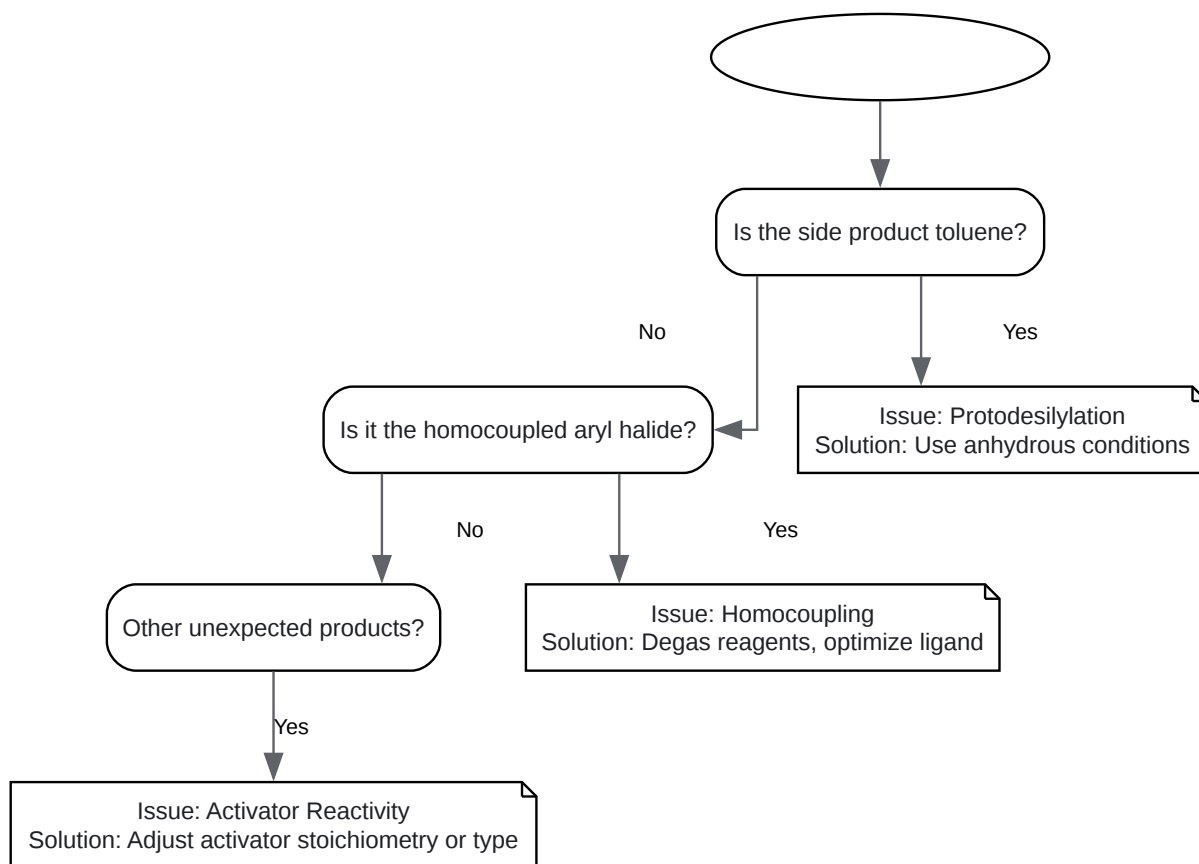 Is the side product toluene?
No
Yes
Is it the homocoupled aryl halide?
Issue: Protodesilylation
Solution: Use anhydrous conditions
No
Yes
Other unexpected products?
Issue: Homocoupling
Solution: Degas reagents, optimize ligand
Yes
Issue: Activator Reactivity
Solution: Adjust activator stoichiometry or type